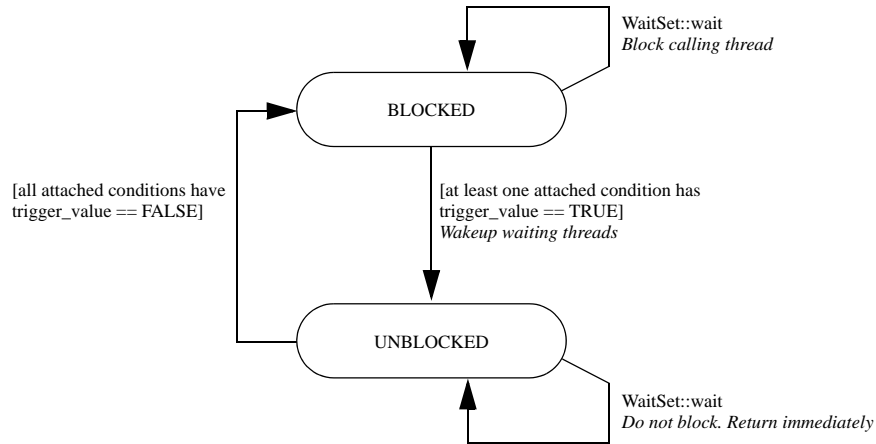 WaitSet::wait
Block calling thread
BLOCKED
[all attached conditions have
trigger_value == FALSE]
[at least one attached condition has
trigger_value == TRUE]
Wakeup waiting threads
UNBLOCKED
WaitSet::wait
Do not block. Return immediately